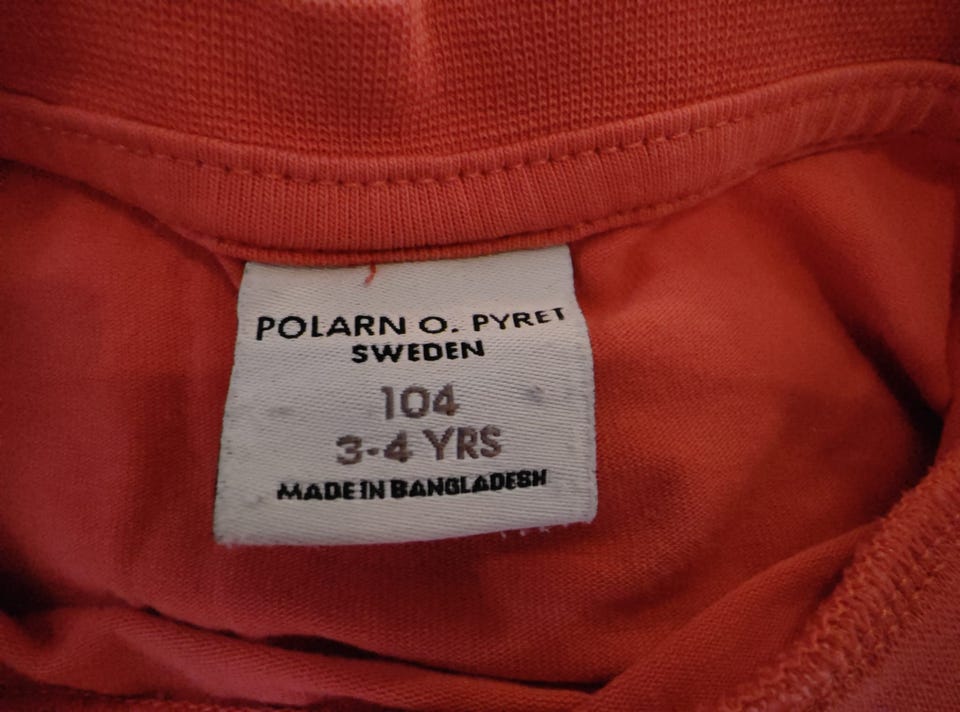 POLARN O. PYRET
SWEDEN
104
3-4 YRS
MADE IN BANGLADESH